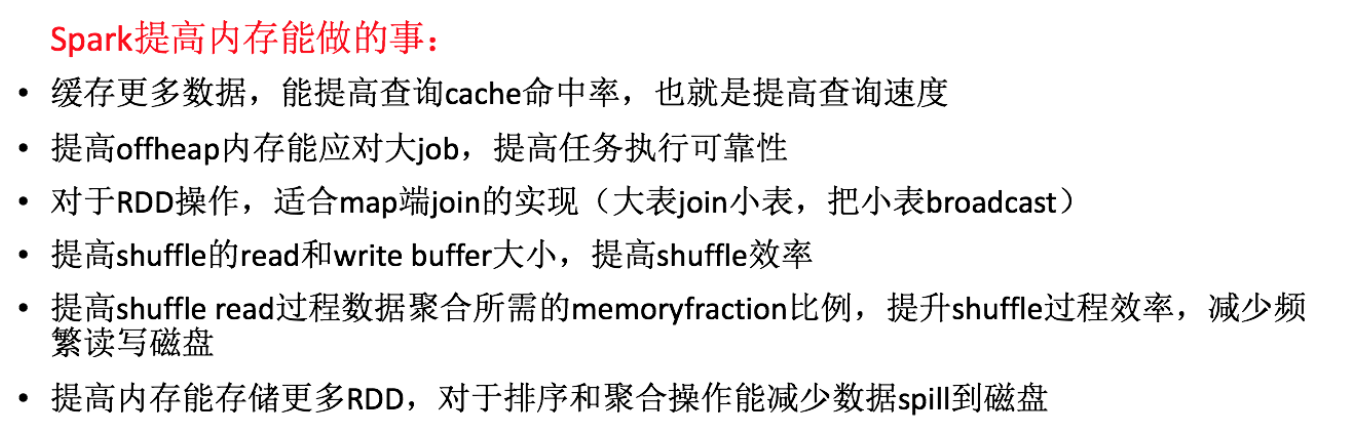 Spark提高内存能做的事：
• 缓存更多数据，能提高查询cache命中率，也就是提高查询速度
• 提高offheap内存能应对大job，提高任务执行可靠性
• 对于RDD操作，适合map端join的实现（大表join小表，把小表broadcast）
• 提高shuffle的read和write buffer大小，提高shuffle效率
• 提高shuffle read过程数据聚合所需的memoryfraction比例，提升shuffle过程效率，减少频
繁读写磁盘
• 提高内存能存储更多RDD，对于排序和聚合操作能减少数据spill到磁盘